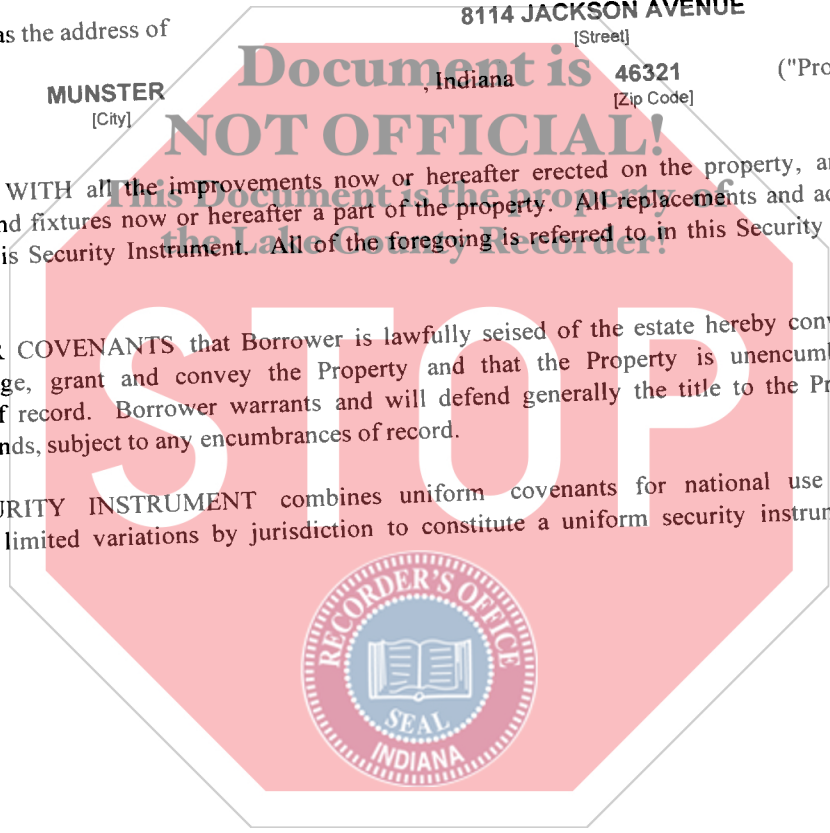 8114 JACKSON AVENUE
as the address of
[Street]
Document is
MUNSTER , Indiana 46321 ("Pro
[City] [Zip Code]
NOT OFFICIAL!
WITH all the improvements now or hereafter erected on the property, a
This Document is the property of
nd fixtures now or hereafter a part of the property. All replacements and ad
the Lake County Recorder!
is Security Instrument. All of the foregoing is referred to in this Security
STOP
R COVENANTS that Borrower is lawfully seised of the estate hereby conv
ge, grant and convey the Property and that the Property is unencumb
f record. Borrower warrants and will defend generally the title to the Pr
nds, subject to any encumbrances of record.
URITY INSTRUMENT combines uniform covenants for national use
limited variations by jurisdiction to constitute a uniform security instrum
RECORDER'S OFFICE
SEAL
INDIANA